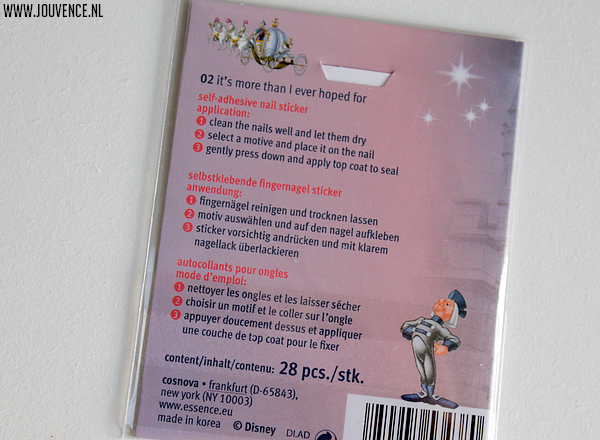 WWW.JOUVENCE.NL
02 it's more than I ever hoped for
self-adhesive nail sticker
application:
1 clean the nails well and let them dry
2 select a motive and place it on the nail
3 gently press down and apply top coat to seal
selbstklebende fingernagel sticker
anwendung:
1 fingernägel reinigen und trocknen lassen
2 motiv auswählen und auf den nagel aufkleben
3 sticker vorsichtig andrücken und mit klarem
nagellack überlackieren
autocollants pour ongles
mode d'emploi:
1 nettoyer les ongles et les laisser sécher
2 choisir un motif et le coller sur l'ongle
3 appuyer doucement dessus et appliquer
une couche de top coat pour le fixer
content/inhalt/contenu: 28 pcs./stk.
cosnova • frankfurt (D-65843),
new york (NY 10003)
www.essence.eu
made in korea © Disney DLAD